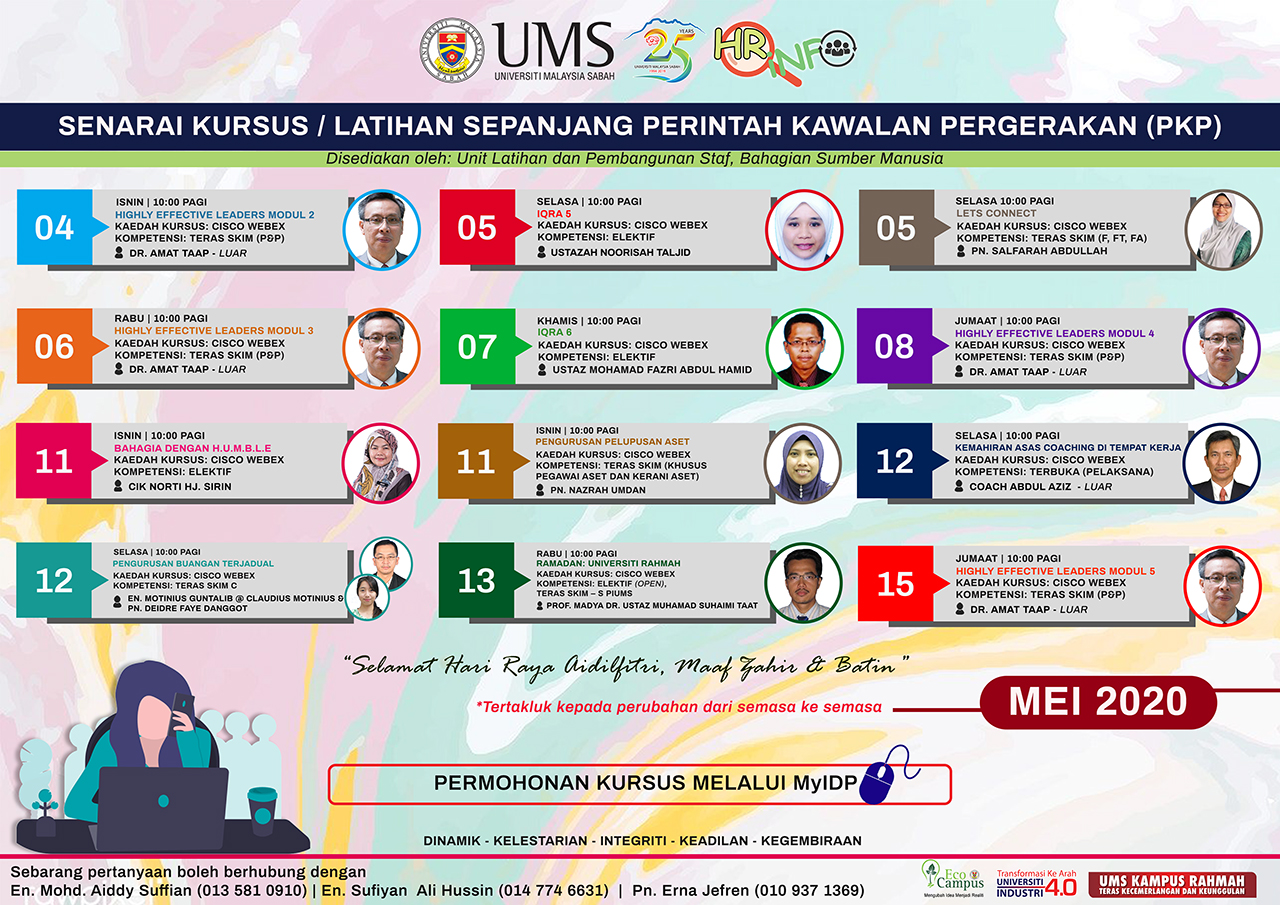 UNIVERSITI MALAYSIA SABAH
UMS
UNIVERSITI MALAYSIA SABAH
25 YEARS
UNIVERSITI MALAYSIA SABAH
HR iNFO
SENARAI KURSUS / LATIHAN SEPANJANG PERINTAH KAWALAN PERGERAKAN (PKP)
Disediakan oleh: Unit Latihan dan Pembangunan Staf, Bahagian Sumber Manusia
04
ISNIN | 10:00 PAGI
HIGHLY EFFECTIVE LEADERS MODUL 2
KAEDAH KURSUS: CISCO WEBEX
KOMPETENSI: TERAS SKIM (P&P)
DR. AMAT TAAP - LUAR
05
SELASA | 10:00 PAGI
IQRA 5
KAEDAH KURSUS: CISCO WEBEX
KOMPETENSI: ELEKTIF
USTAZAH NOORISAH TALJID
05
SELASA 10:00 PAGI
LETS CONNECT
KAEDAH KURSUS: CISCO WEBEX
KOMPETENSI: TERAS SKIM (F, FT, FA)
PN. SALFARAH ABDULLAH
06
RABU | 10:00 PAGI
HIGHLY EFFECTIVE LEADERS MODUL 3
KAEDAH KURSUS: CISCO WEBEX
KOMPETENSI: TERAS SKIM (P&P)
DR. AMAT TAAP - LUAR
07
KHAMIS | 10:00 PAGI
IQRA 6
KAEDAH KURSUS: CISCO WEBEX
KOMPETENSI: ELEKTIF
USTAZ MOHAMAD FAZRI ABDUL HAMID
08
JUMAAT | 10:00 PAGI
HIGHLY EFFECTIVE LEADERS MODUL 4
KAEDAH KURSUS: CISCO WEBEX
KOMPETENSI: TERAS SKIM (P&P)
DR. AMAT TAAP - LUAR
11
ISNIN | 10:00 PAGI
BAHAGIA DENGAN H.U.M.B.L.E
KAEDAH KURSUS: CISCO WEBEX
KOMPETENSI: ELEKTIF
CIK NORTI HJ. SIRIN
11
ISNIN | 10:00 PAGI
PENGURUSAN PELUPUSAN ASET
KAEDAH KURSUS: CISCO WEBEX
KOMPETENSI: TERAS SKIM (KHUSUS
PEGAWAI ASET DAN KERANI ASET)
PN. NAZRAH UMDAN
12
SELASA | 10:00 PAGI
KEMAHIRAN ASAS COACHING DI TEMPAT KERJA
KAEDAH KURSUS: CISCO WEBEX
KOMPETENSI: TERBUKA (PELAKSANA)
COACH ABDUL AZIZ - LUAR
12
SELASA | 10:00 PAGI
PENGURUSAN BUANGAN TERJADUAL
KAEDAH KURSUS: CISCO WEBEX
KOMPETENSI: TERAS SKIM C
EN. MOTINIUS GUNTALIB @ CLAUDIUS MOTINIUS &
PN. DEIDRE FAYE DANGGOT
13
RABU | 10:00 PAGI
RAMADAN: UNIVERSITI RAHMAH
KAEDAH KURSUS: CISCO WEBEX
KOMPETENSI: ELEKTIF (OPEN),
TERAS SKIM – S PIUMS
PROF. MADYA DR. USTAZ MUHAMAD SUHAIMI TAAT
15
JUMAAT | 10:00 PAGI
HIGHLY EFFECTIVE LEADERS MODUL 5
KAEDAH KURSUS: CISCO WEBEX
KOMPETENSI: TERAS SKIM (P&P)
DR. AMAT TAAP - LUAR
“Selamat Hari Raya Aidilfitri, Maaf Zahir & Batin”
*Tertakluk kepada perubahan dari semasa ke semasa
MEI 2020
PERMOHONAN KURSUS MELALUI MyIDP
DINAMIK - KELESTARIAN - INTEGRITI - KEADILAN - KEGEMBIRAAN
Sebarang pertanyaan boleh berhubung dengan
En. Mohd. Aiddy Suffian (013 581 0910) | En. Sufiyan Ali Hussin (014 774 6631) | Pn. Erna Jefren (010 937 1369)
Eco
Campus
Mengubah Idea Menjadi Realiti
Transformasi Ke Arah
UNIVERSITI
INDUSTRI 4.0
UMS KAMPUS RAHMAH
TERAS KECEMERLANGAN DAN KEUNGGULAN